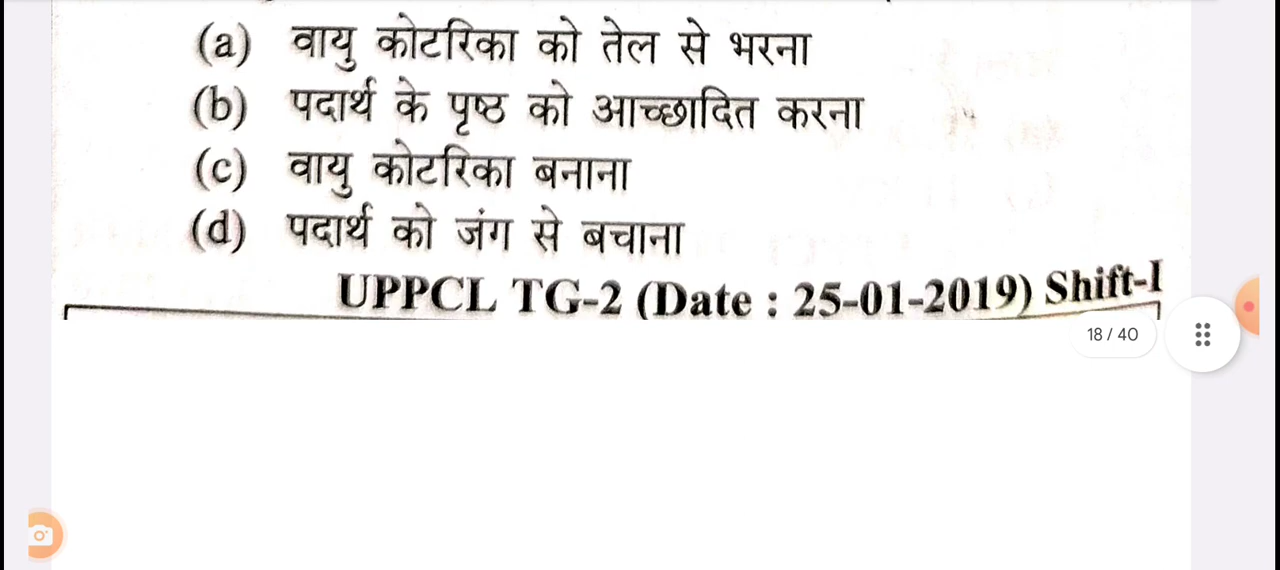 (a) वायु कोटरिका को तेल से भरना
(b) पदार्थ के पृष्ठ को आच्छादित करना
(c) वायु कोटरिका बनाना
(d) पदार्थ को जंग से बचाना
UPPCL TG-2 (Date : 25-01-2019) Shift-I
18 / 40